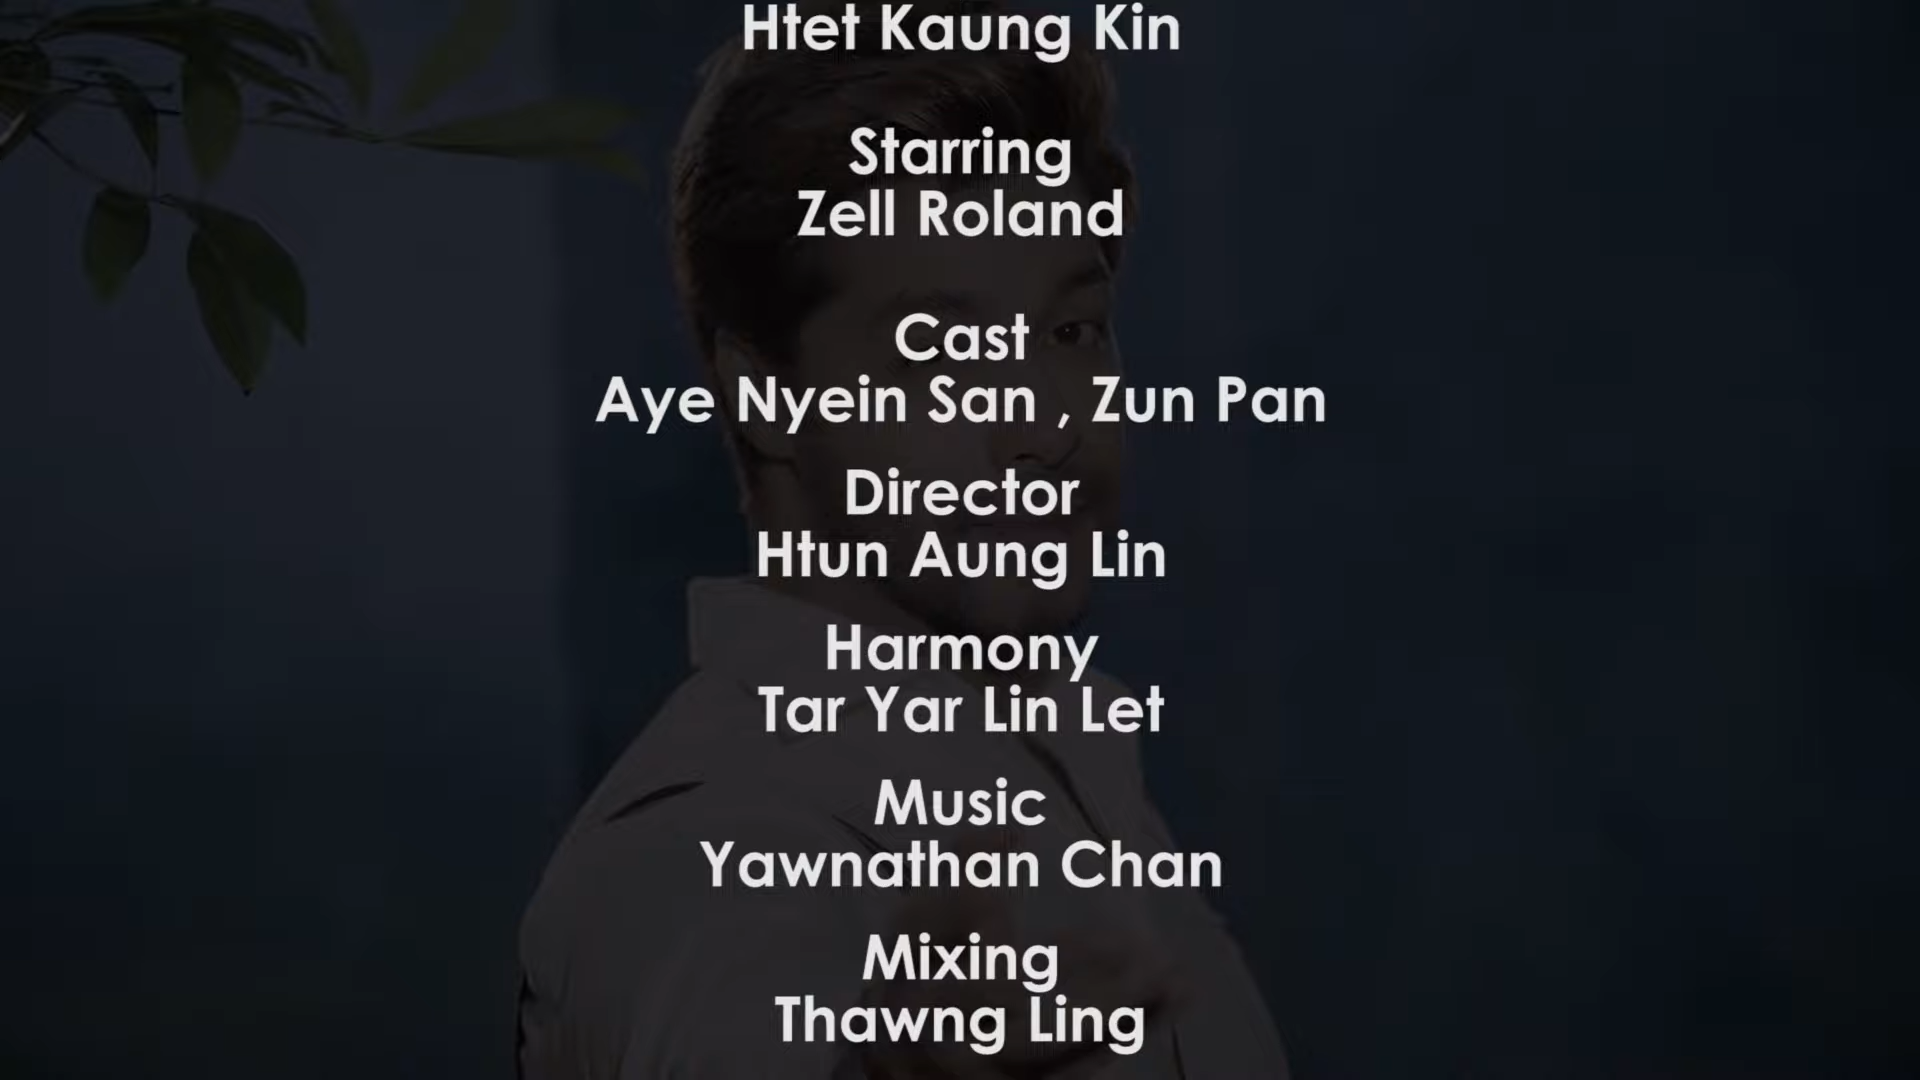 Htet Kaung Kin
Starring
Zell Roland
Cast
Aye Nyein San , Zun Pan
Director
Htun Aung Lin
Harmony
Tar Yar Lin Let
Music
Yawnathan Chan
Mixing
Thawng Ling